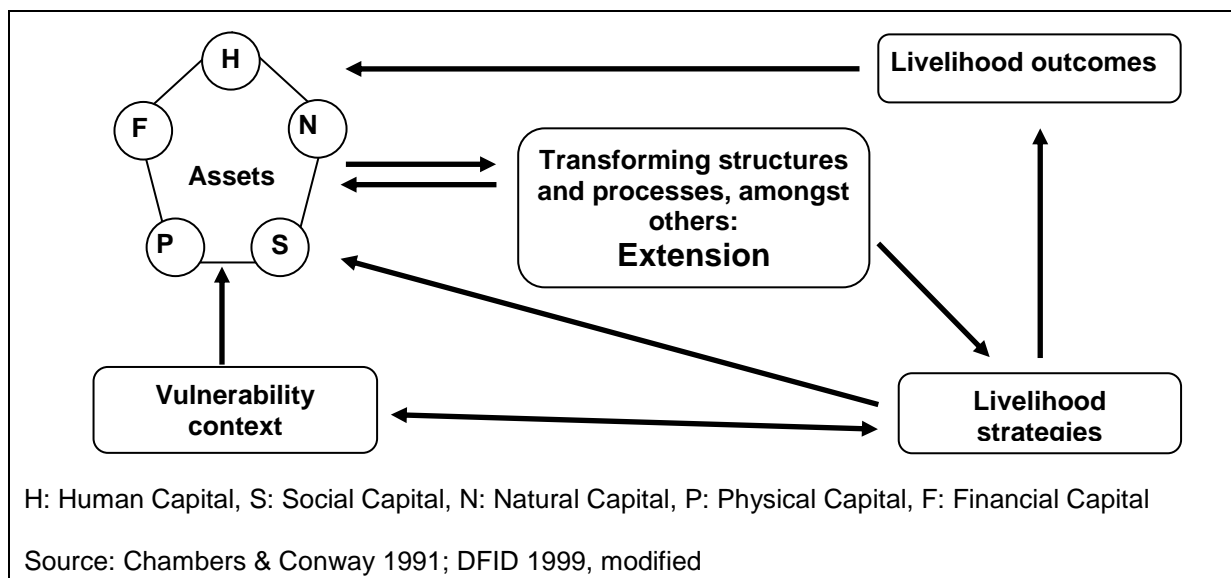 H
Livelihood outcomes
F
N
Assets
Transforming structures
and processes, amongst
others:
Extension
P
S
Vulnerability
context
Livelihood
strategies
H: Human Capital, S: Social Capital, N: Natural Capital, P: Physical Capital, F: Financial Capital
Source: Chambers & Conway 1991; DFID 1999, modified